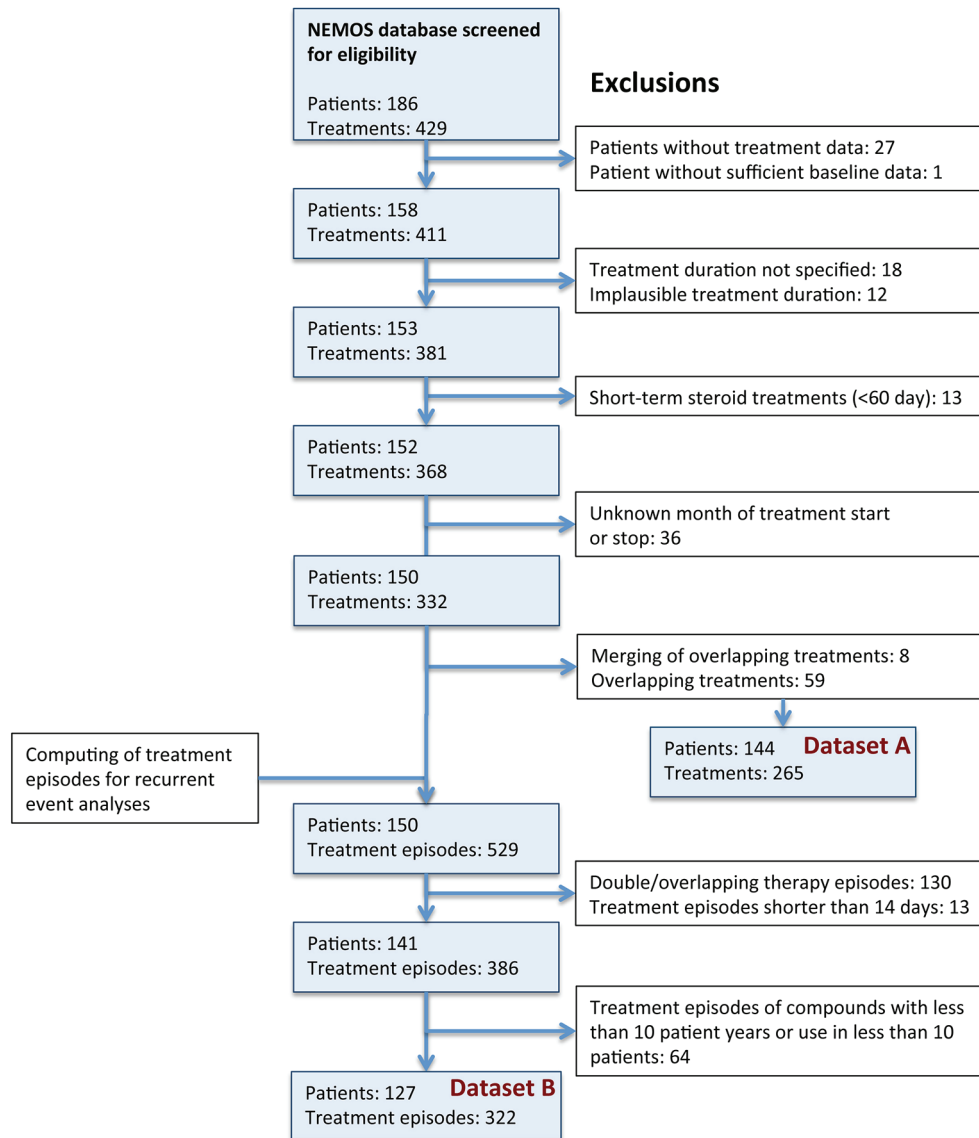 NEMOS database screened
for eligibility
Patients: 186
Treatments: 429
Exclusions
Patients without treatment data: 27
Patient without sufficient baseline data: 1
Patients: 158
Treatments: 411
Treatment duration not specified: 18
Implausible treatment duration: 12
Patients: 153
Treatments: 381
Short-term steroid treatments (<60 day): 13
Patients: 152
Treatments: 368
Unknown month of treatment start
or stop: 36
Patients: 150
Treatments: 332
Merging of overlapping treatments: 8
Overlapping treatments: 59
Patients: 144 Dataset A
Treatments: 265
Computing of treatment
episodes for recurrent
event analyses
Patients: 150
Treatment episodes: 529
Double/overlapping therapy episodes: 130
Treatment episodes shorter than 14 days: 13
Patients: 141
Treatment episodes: 386
Treatment episodes of compounds with less
than 10 patient years or use in less than 10
patients: 64
Patients: 127 Dataset B
Treatment episodes: 322